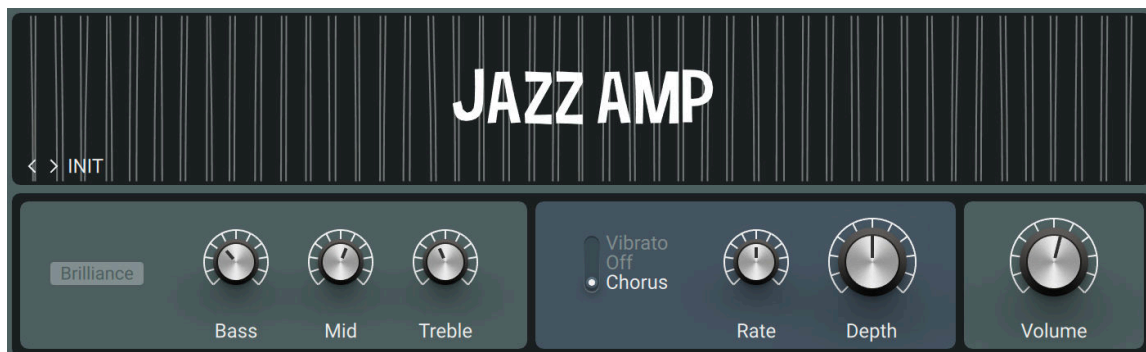 JAZZ AMP
< > INIT
Brilliance
Bass
Mid
Treble
Vibrato
Off
Chorus
Rate
Depth
Volume